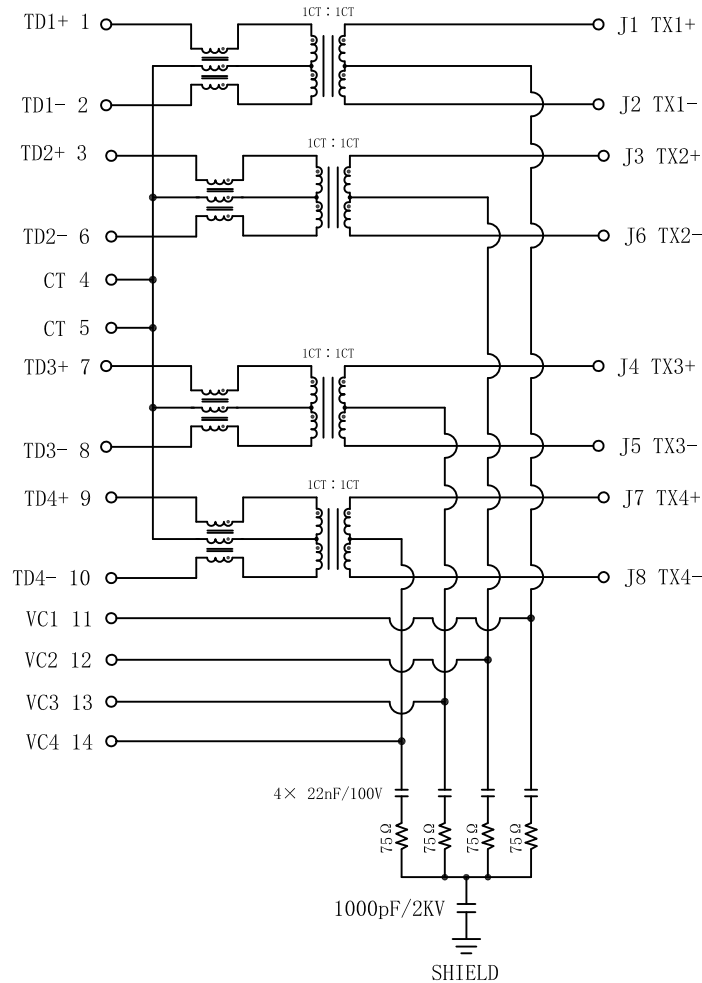 1CT : 1CT
TD1+ 1
J1 TX1+
TD1- 2
J2 TX1-
1CT : 1CT
TD2+ 3
J3 TX2+
TD2- 6
J6 TX2-
CT 4
CT 5
1CT : 1CT
TD3+ 7
J4 TX3+
TD3- 8
J5 TX3-
1CT : 1CT
TD4+ 9
J7 TX4+
TD4- 10
J8 TX4-
VC1 11
VC2 12
VC3 13
VC4 14
4× 22nF/100V
75Ω 75Ω 75Ω 75Ω
1000pF/2KV
SHIELD